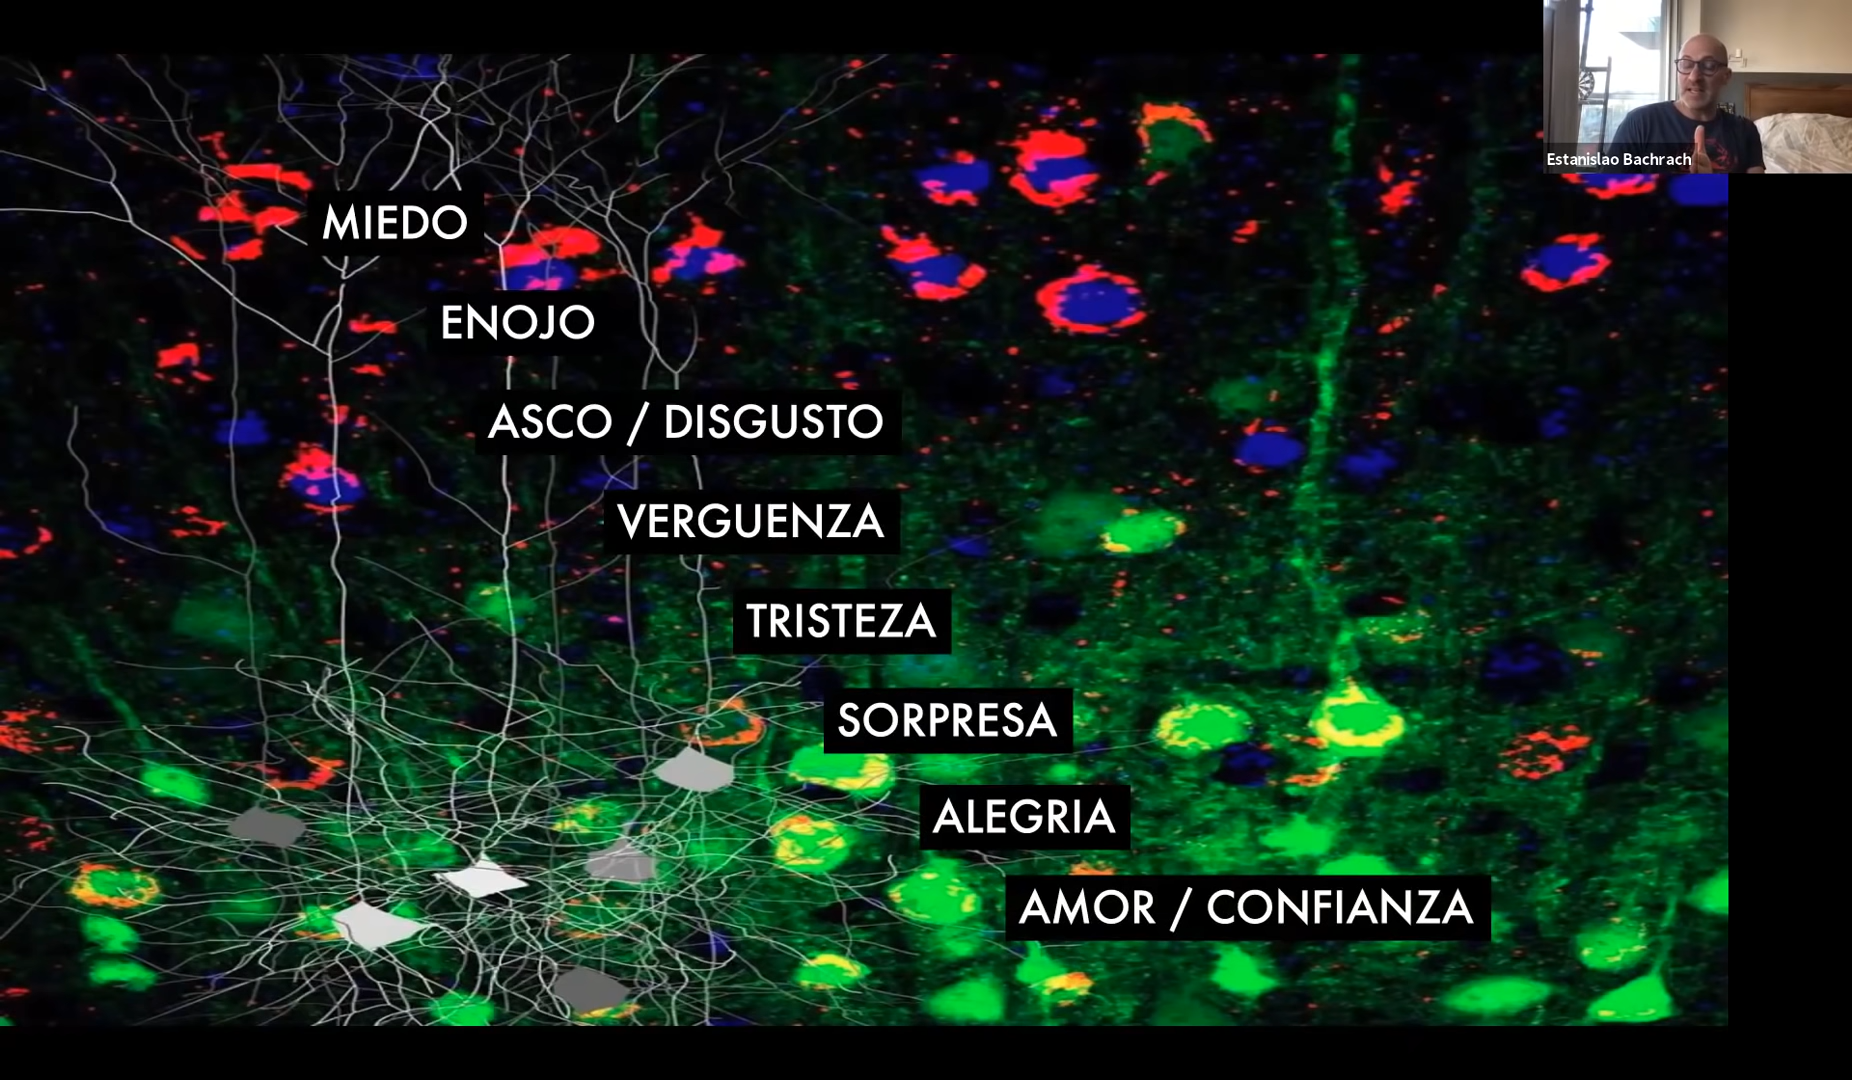 Estanislao Bachrach
MIEDO
ENOJO
ASCO / DISGUSTO
VERGUENZA
TRISTEZA
SORPRESA
ALEGRIA
AMOR / CONFIANZA